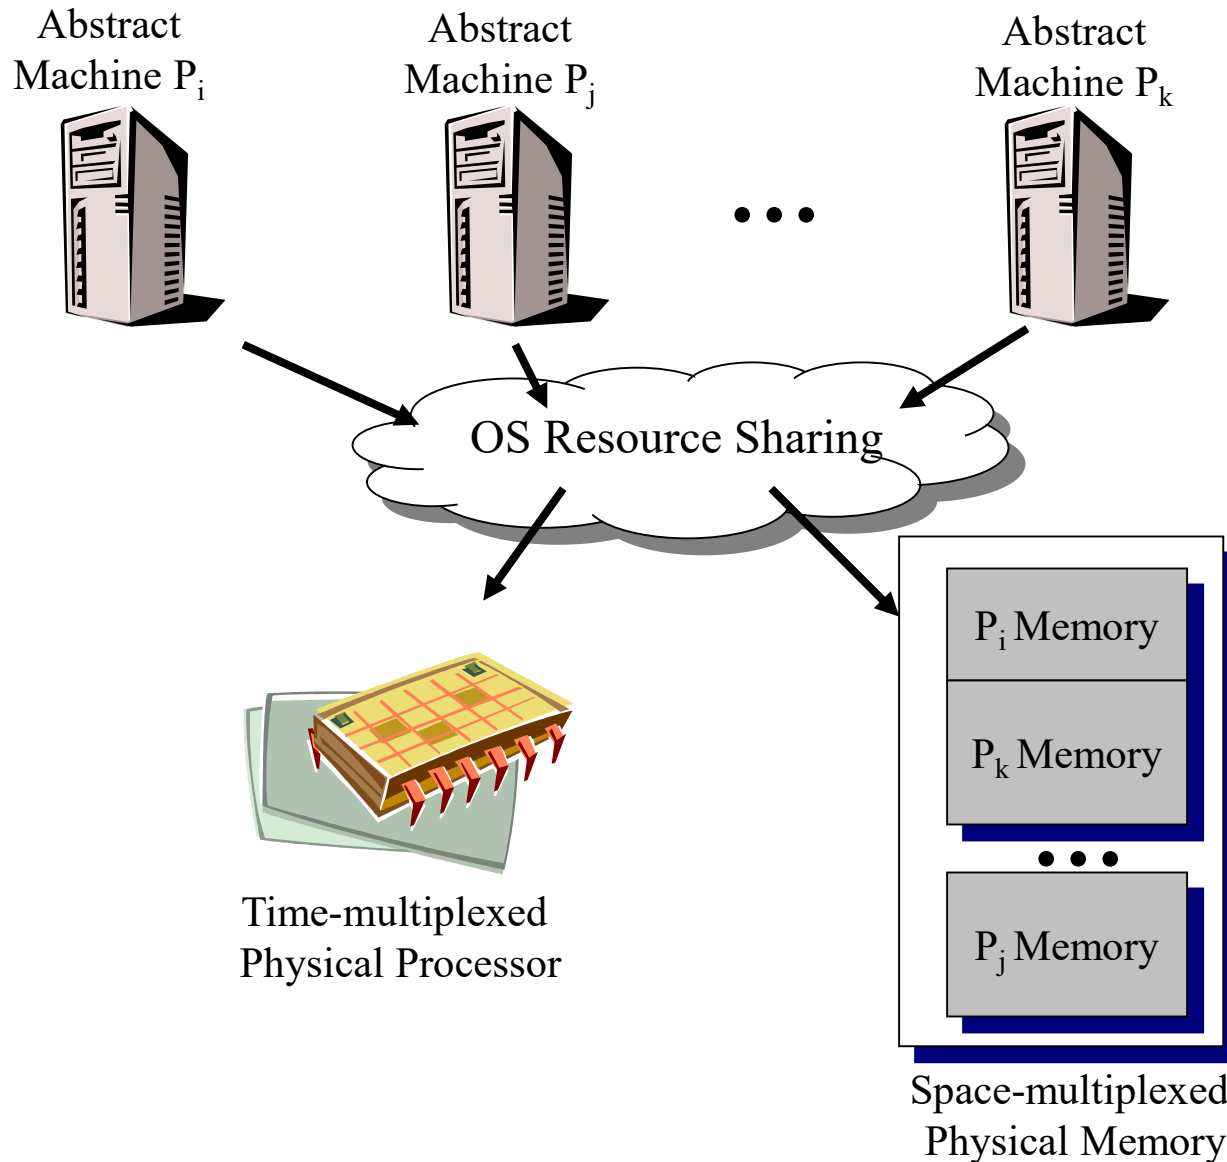 Abstract
Machine Pi
Abstract
Machine Pj
Abstract
Machine Pk
• • •
OS Resource Sharing
Pi Memory
Pk Memory
• • •
Pj Memory
Time-multiplexed
Physical Processor
Space-multiplexed
Physical Memory